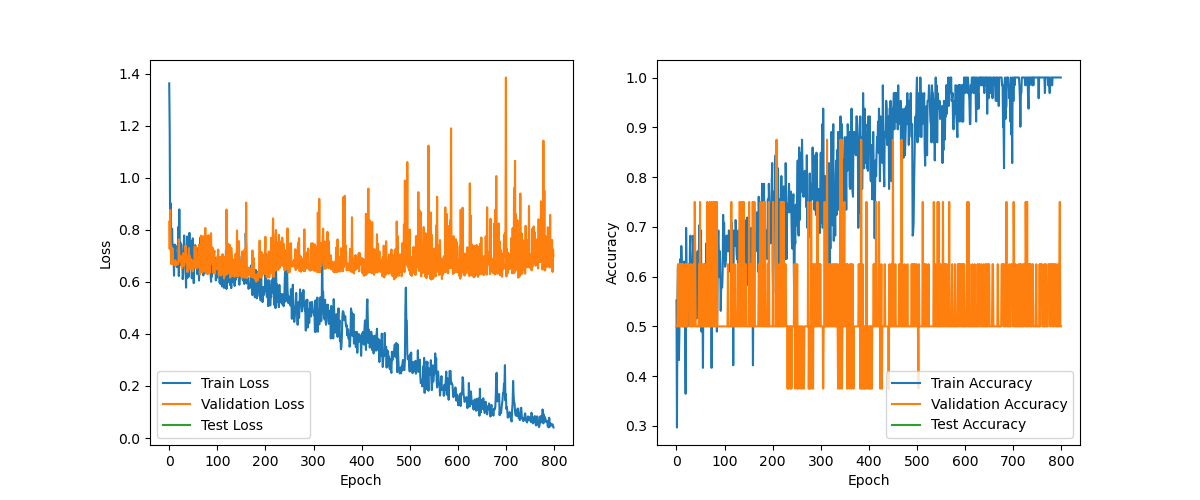 1.4
1.2
1.0
0.8
0.6
0.4
0.2
0.0
Loss
0 100 200 300 400 500 600 700 800
Epoch
Train Loss
Validation Loss
Test Loss
1.0
0.9
0.8
0.7
0.6
0.5
0.4
0.3
Accuracy
0 100 200 300 400 500 600 700 800
Epoch
Train Accuracy
Validation Accuracy
Test Accuracy